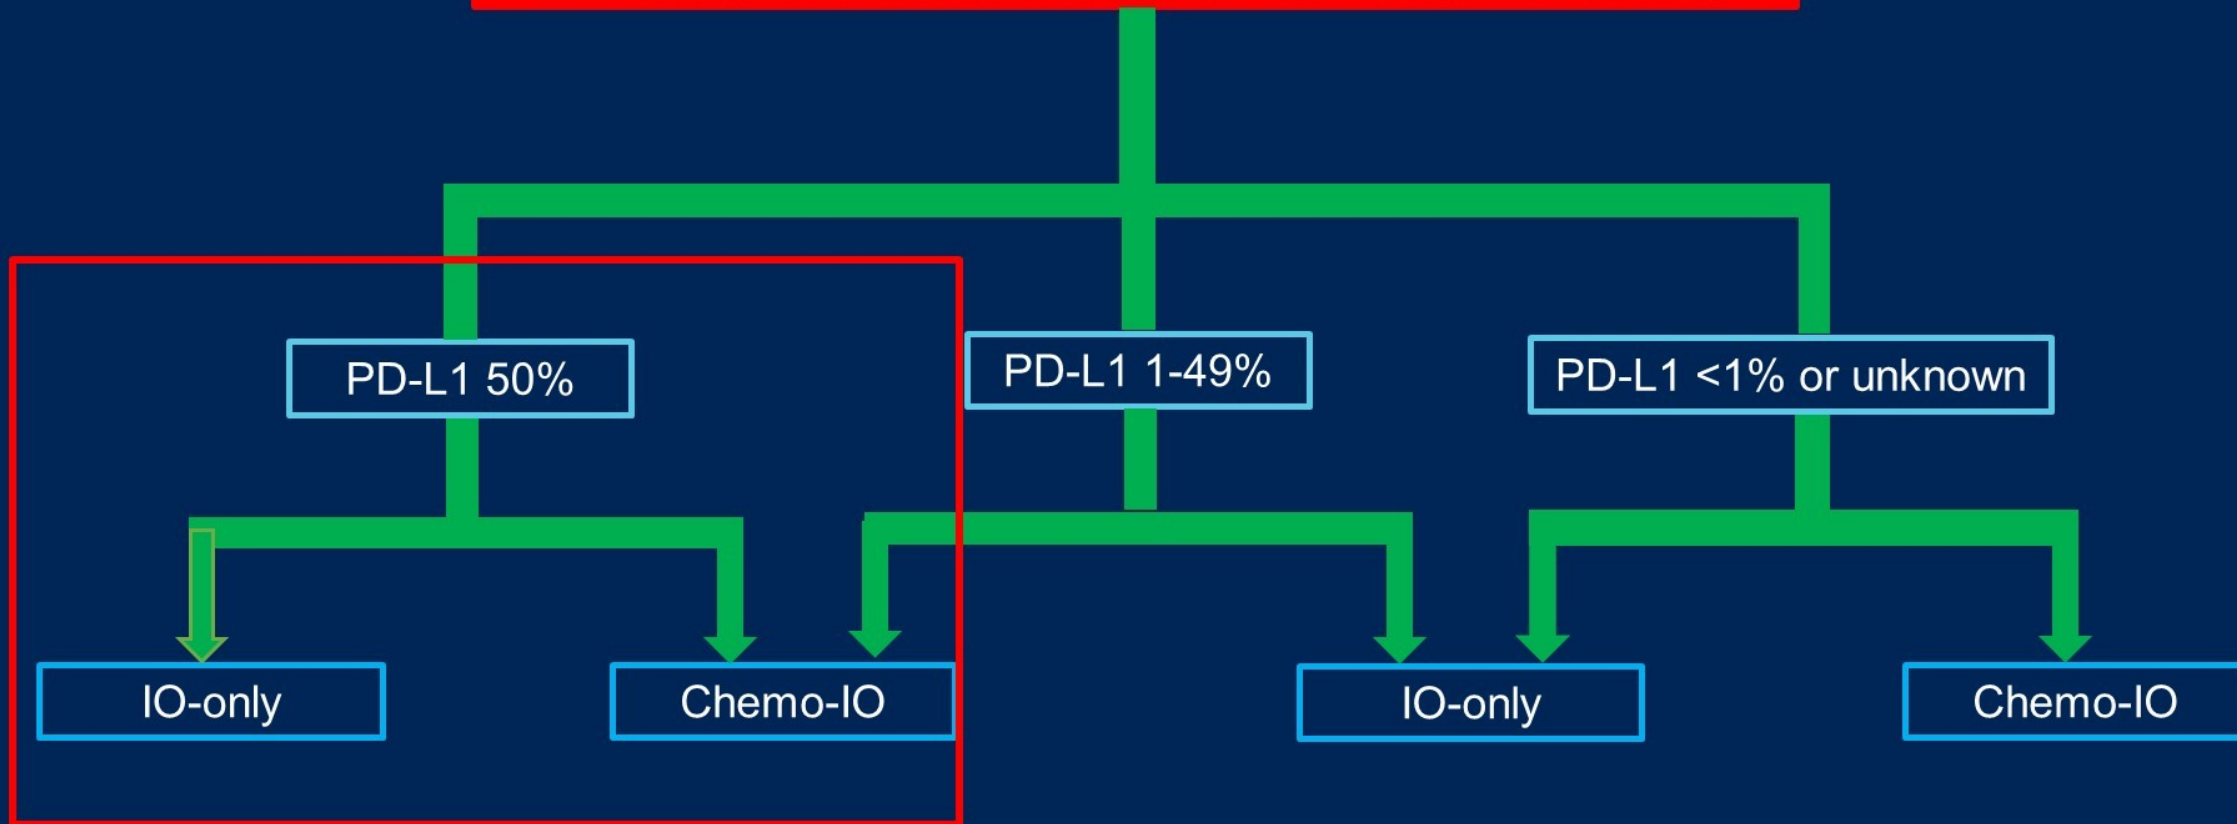 PD-L1 50%
PD-L1 1-49%
PD-L1 <1% or unknown
IO-only
Chemo-IO
IO-only
Chemo-IO